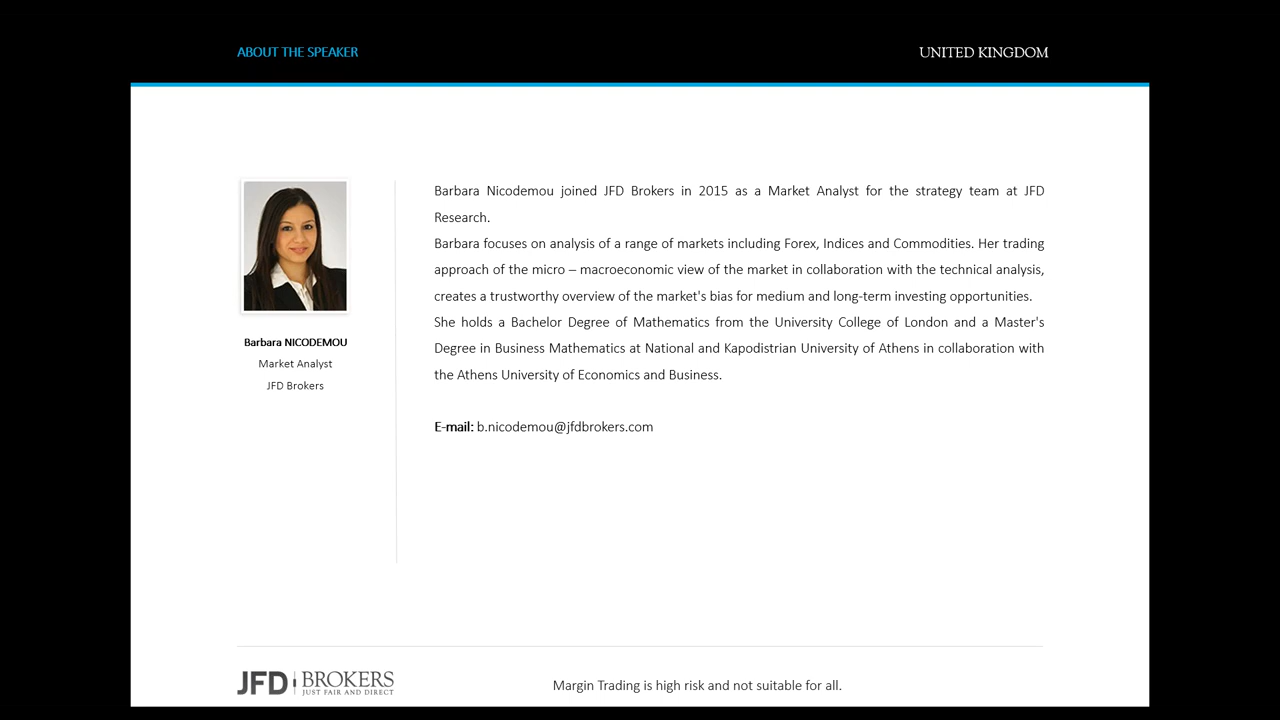 ABOUT THE SPEAKER
UNITED KINGDOM
Barbara NICODEMOU
Market Analyst
JFD Brokers
Barbara Nicodemou joined JFD Brokers in 2015 as a Market Analyst for the strategy team at JFD
Research.
Barbara focuses on analysis of a range of markets including Forex, Indices and Commodities. Her trading
approach of the micro – macroeconomic view of the market in collaboration with the technical analysis,
creates a trustworthy overview of the market's bias for medium and long-term investing opportunities.
She holds a Bachelor Degree of Mathematics from the University College of London and a Master's
Degree in Business Mathematics at National and Kapodistrian University of Athens in collaboration with
the Athens University of Economics and Business.
E-mail: b.nicodemou@jfdbrokers.com
JFD BROKERS
JUST FAIR AND DIRECT
Margin Trading is high risk and not suitable for all.